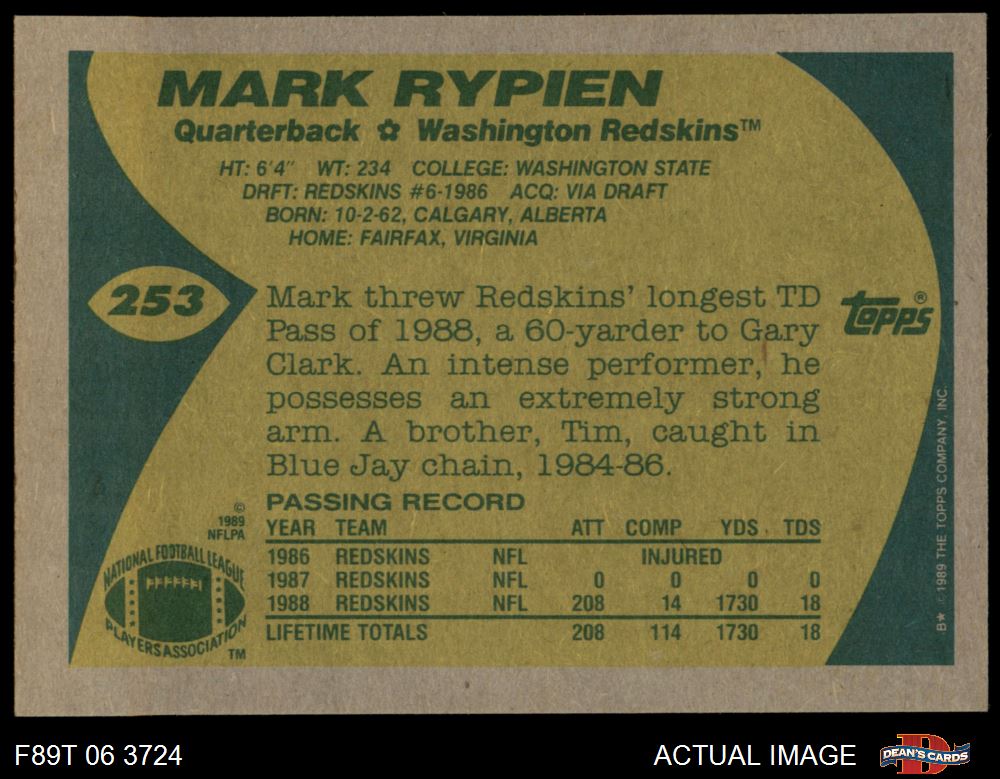 MARK RYPIEN
Quarterback ✿ Washington Redskins™
HT: 6'4" WT: 234 COLLEGE: WASHINGTON STATE
DRFT: REDSKINS #6-1986 ACQ: VIA DRAFT
BORN: 10-2-62, CALGARY, ALBERTA
HOME: FAIRFAX, VIRGINIA
253
Mark threw Redskins' longest TD
Pass of 1988, a 60-yarder to Gary
Clark. An intense performer, he
possesses an extremely strong
arm. A brother, Tim, caught in
Blue Jay chain, 1984-86.
TOPPS®
PASSING RECORD
YEAR TEAM ATT COMP YDS. TDS
1986 REDSKINS NFL INJURED
1987 REDSKINS NFL 0 0 0 0
1988 REDSKINS NFL 208 14 1730 18
LIFETIME TOTALS 208 114 1730 18
©
1989
NFLPA
NATIONAL FOOTBALL LEAGUE
PLAYERS ASSOCIATION
TM
B★ · 1989 THE TOPPS COMPANY, INC.
F89T 06 3724
ACTUAL IMAGE
D
DEAN'S CARDS